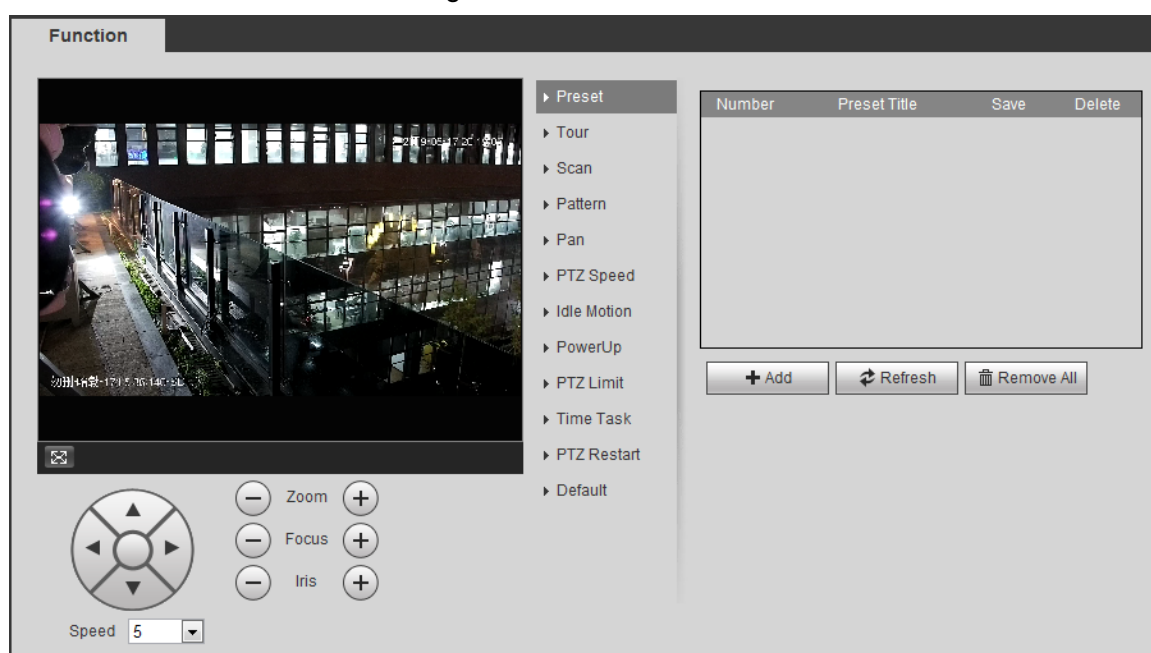 Function
Preset
Tour
Scan
Pattern
Pan
PTZ Speed
Idle Motion
PowerUp
PTZ Limit
Time Task
PTZ Restart
Default
Number Preset Title Save Delete
Add Refresh Remove All
Zoom
Focus
Iris
Speed 5